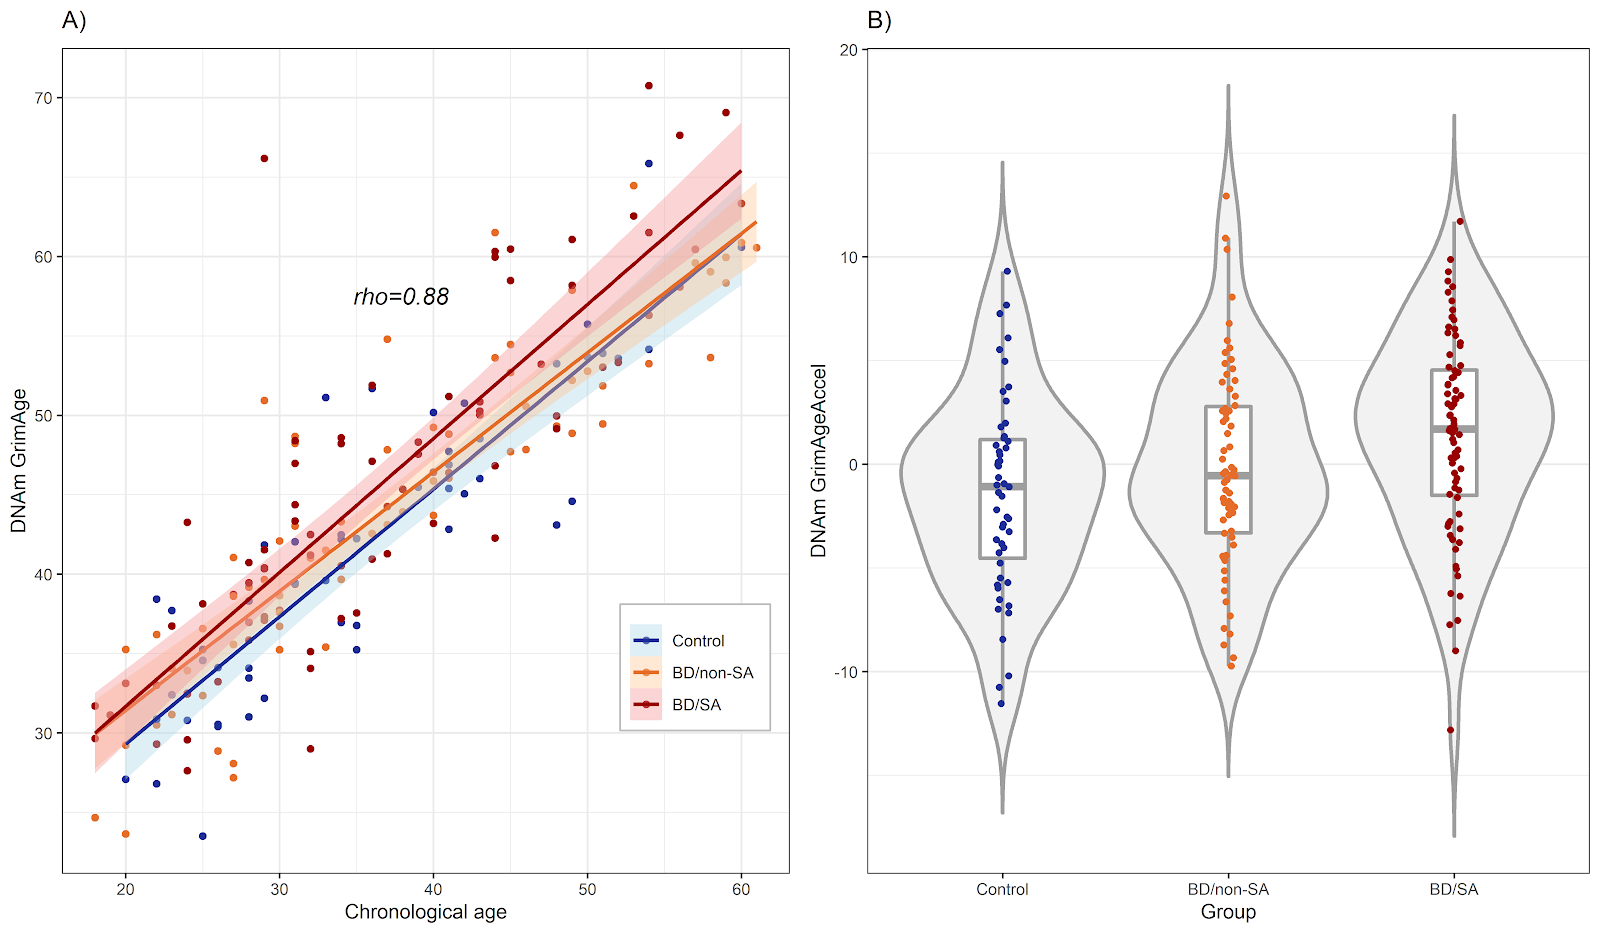 A)
DNAm GrimAge
70
60
50
40
30
rho=0.88
Control
BD/non-SA
BD/SA
20
30
40
50
60
Chronological age
B)
DNAm GrimAgeAccel
20
10
0
-10
Control
BD/non-SA
BD/SA
Group